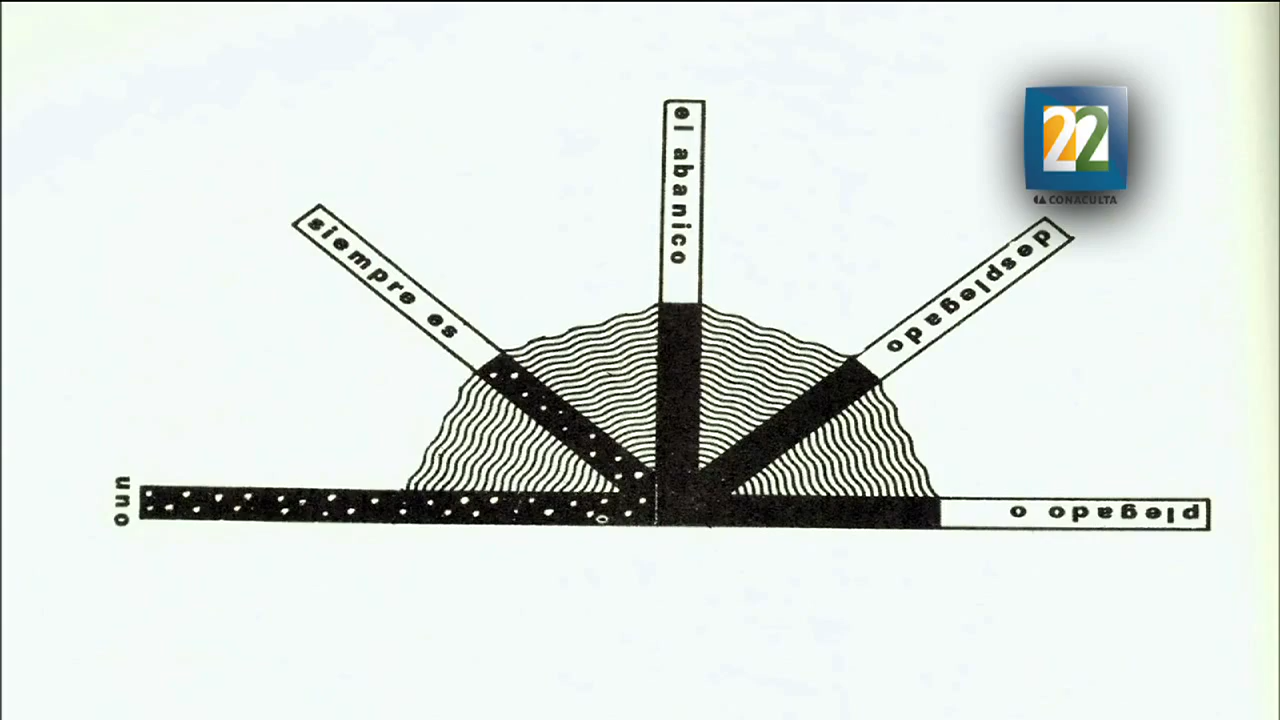 uno
siempre es
el abanico
desplegado
plegado o
22
CONACULTA